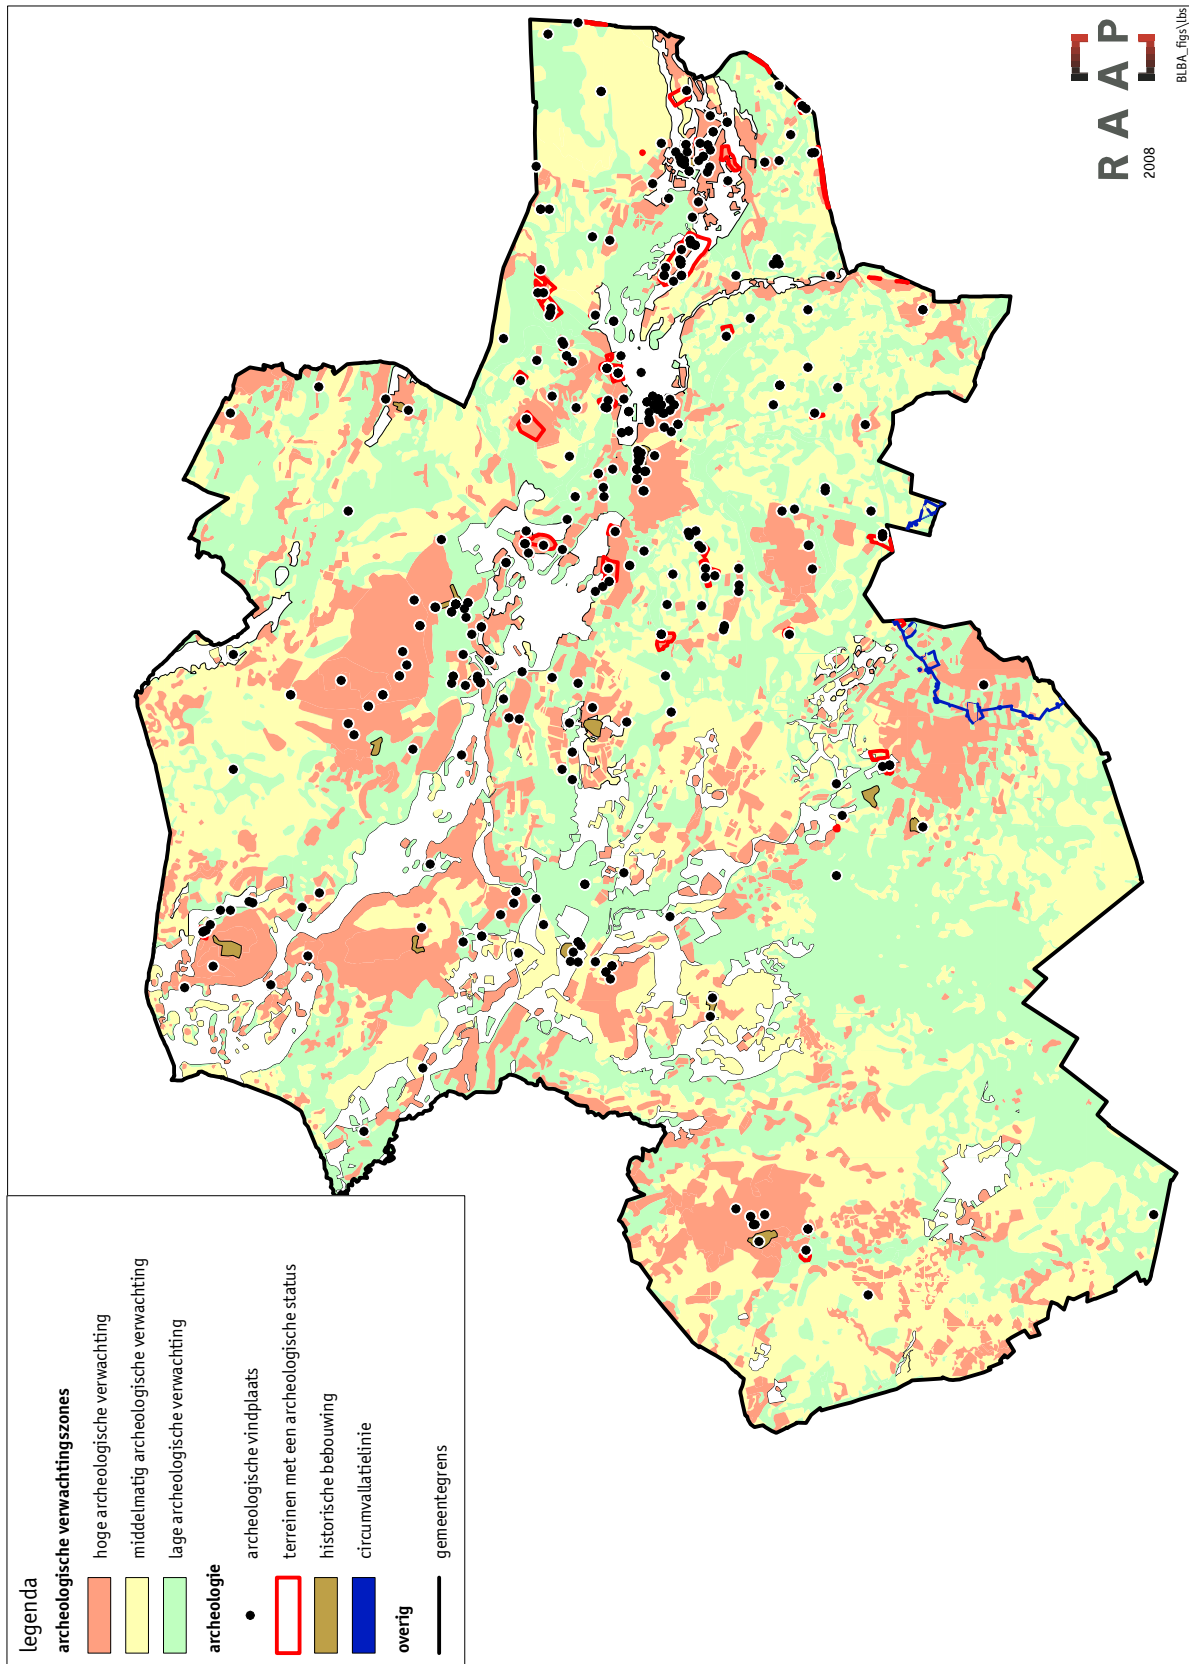 legenda
archeologische verwachtingszones
hoge archeologische verwachting
middelmatig archeologische verwachting
lage archeologische verwachting
archeologie
archeologische vindplaats
terreinen met een archeologische status
historische bebouwing
circumvallatielinie
overig
gemeentegrens
RAAP
2008
BLBA_figs\lbs